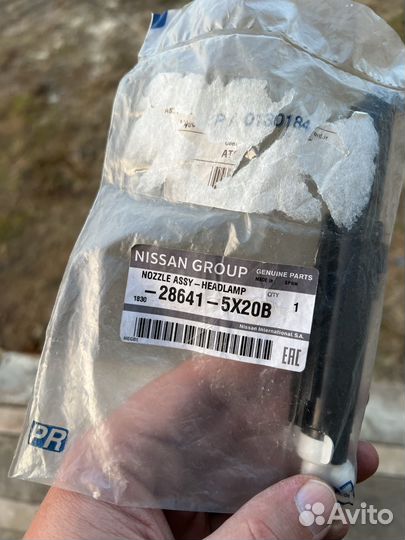 P/ 0130184
NISSAN GROUP
GENUINE PARTS
MADE IN SPAIN
NOZZLE ASSY-HEADLAMP
QTY
1830
-28641-5X20B
1
Nissan International S.A.
EAC
PR
Avito